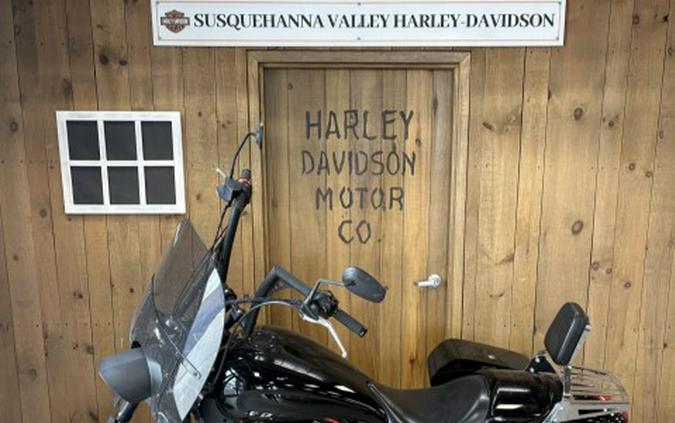 SUSQUEHANNA VALLEY HARLEY-DAVIDSON
HARLEY
DAVIDSON
MOTOR
CO.